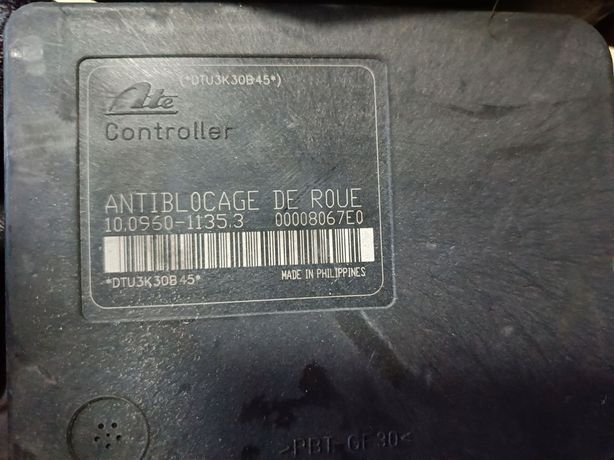 (*DTU3K30B45*)
Ate
Controller
ANTIBLOCAGE DE ROUE
10.0960-1135.3 00008067E0
*DTU3K30B45*
MADE IN PHILIPPINES
>PBT-GF30<